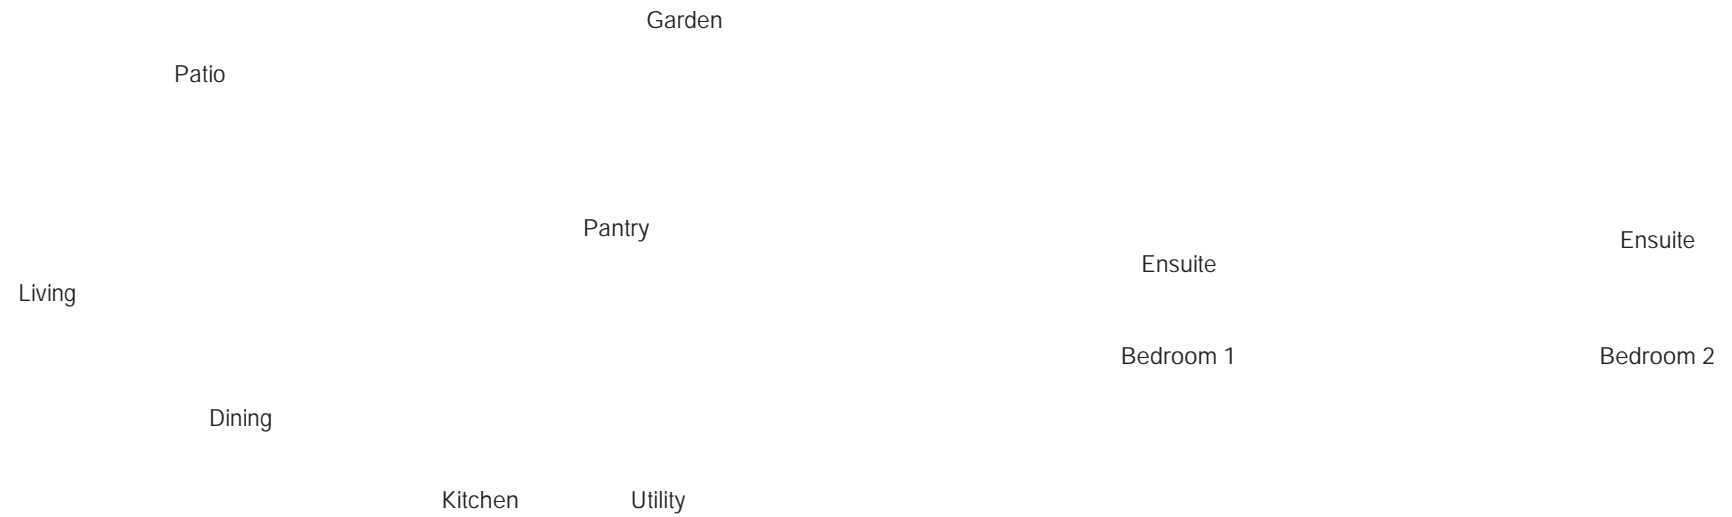 Garden
Patio
Pantry
Ensuite
Ensuite
Living
Bedroom 1
Bedroom 2
Dining
Kitchen
Utility